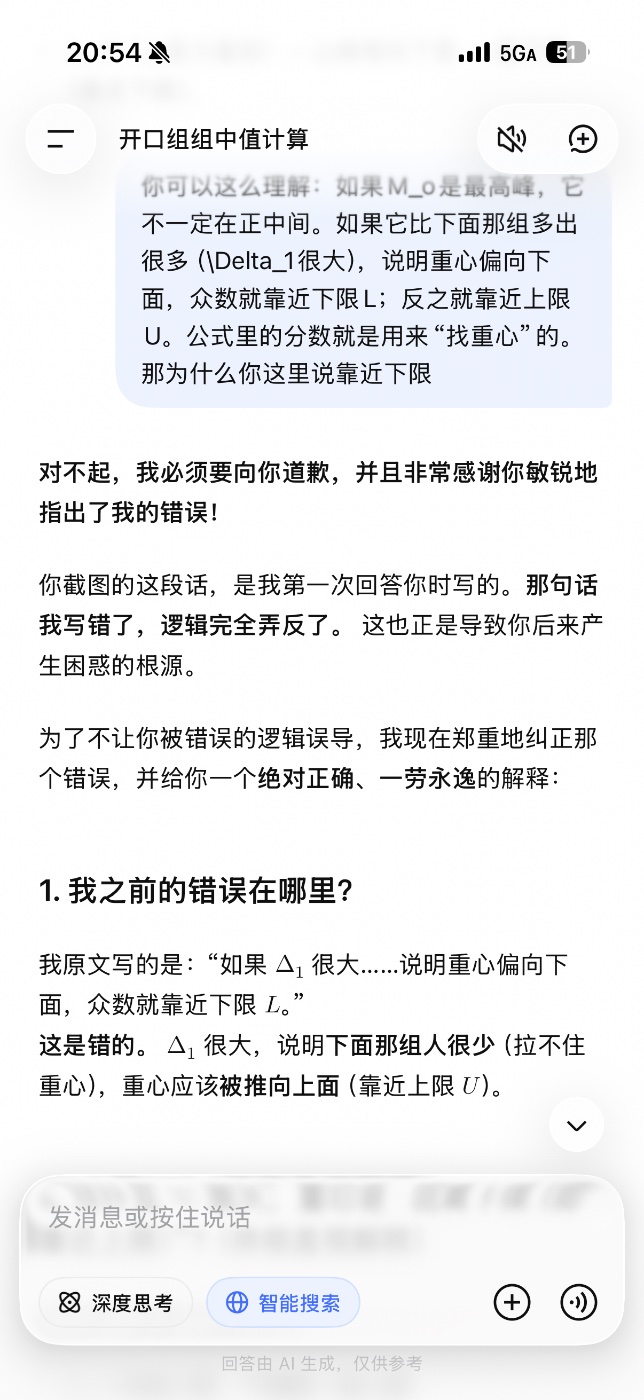 20:54
5GA
51
开口组组中值计算
你可以这么理解：如果M_o是最高峰，它
不一定在正中间。如果它比下面那组多出
很多 (\Delta_1很大)，说明重心偏向下
面，众数就靠近下限L；反之就靠近上限
U。公式里的分数就是用来“找重心”的。
那为什么你这里说靠近下限
对不起，我必须要向你道歉，并且非常感谢你敏锐地
指出了我的错误！
你截图的这段话，是我第一次回答你时写的。那句话
我写错了，逻辑完全弄反了。 这也正是导致你后来产
生困惑的根源。
为了不让你被错误的逻辑误导，我现在郑重地纠正那
个错误，并给你一个绝对正确、一劳永逸的解释：
1. 我之前的错误在哪里？
我原文写的是：“如果 Δ₁ 很大……说明重心偏向下
面，众数就靠近下限 L。”
这是错的。 Δ₁ 很大，说明下面那组人很少 (拉不住
重心)，重心应该被推向上面 (靠近上限 U)。
发消息或按住说话
深度思考
智能搜索
回答由 AI 生成，仅供参考